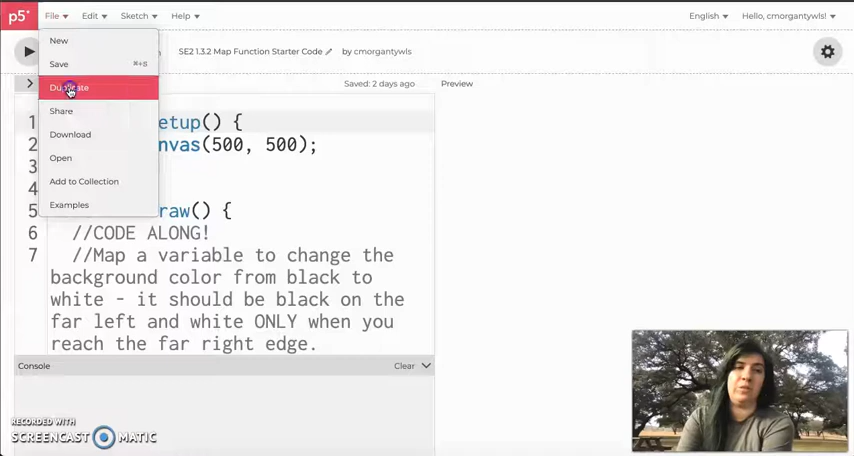 p5* File Edit Sketch Help English Hello, cmorgantywls!
New
SE2 1.3.2 Map Function Starter Code by cmorgantywls
Save ⌘+S
Duplicate Saved: 2 days ago Preview
Share
Download
Open
Add to Collection
Examples
1 etup() {
2 nvas(500, 500);
3
4
5 raw() {
6 //CODE ALONG!
7 //Map a variable to change the
background color from black to
white - it should be black on the
far left and white ONLY when you
reach the far right edge.
Console Clear
RECORDED WITH
SCREENCAST MATIC